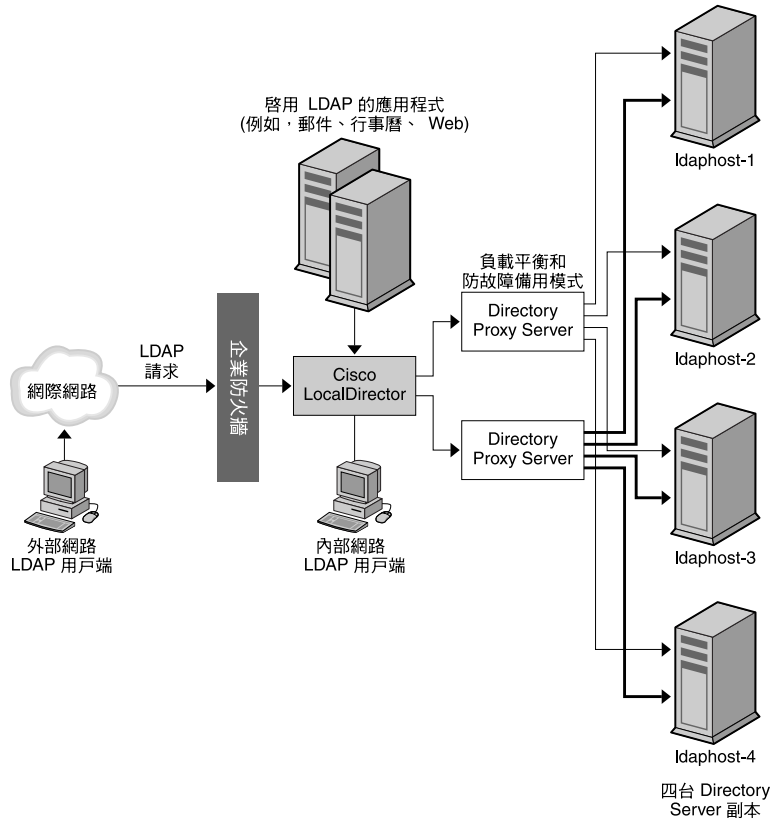 啓用 LDAP 的應用程式
(例如，郵件、行事曆、 Web)
ldaphost-1
負載平衡和
防故障備用模式
Directory
Proxy Server
ldaphost-2
LDAP
請求
企業防火牆
網際網路
Cisco
LocalDirector
Directory
Proxy Server
外部網路
LDAP 用戸端
內部網路
LDAP 用戸端
ldaphost-3
ldaphost-4
四台 Directory
Server 副本